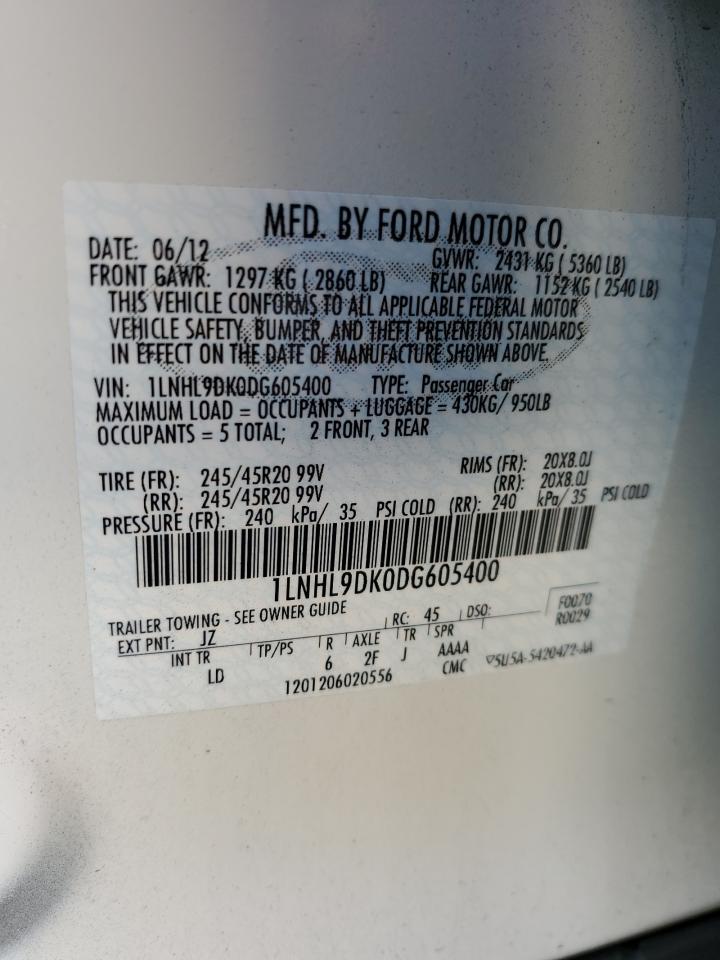 MFD. BY FORD MOTOR CO.
DATE: 06/12 GVWR: 2431 KG ( 5360 LB)
FRONT GAWR: 1297 KG ( 2860 LB) REAR GAWR: 1152 KG ( 2540 LB)
THIS VEHICLE CONFORMS TO ALL APPLICABLE FEDERAL MOTOR
VEHICLE SAFETY, BUMPER, AND THEFT PREVENTION STANDARDS
IN EFFECT ON THE DATE OF MANUFACTURE SHOWN ABOVE.
VIN: 1LNHL9DK0DG605400 TYPE: Passenger Car
MAXIMUM LOAD = OCCUPANTS + LUGGAGE = 430KG/ 950LB
OCCUPANTS = 5 TOTAL; 2 FRONT, 3 REAR
TIRE (FR): 245/45R20 99V RIMS (FR): 20X8.0J
(RR): 245/45R20 99V (RR): 20X8.0J
PRESSURE (FR): 240 kPa/ 35 PSI COLD (RR): 240 kPa/ 35 PSI COLD
1LNHL9DK0DG605400
TRAILER TOWING - SEE OWNER GUIDE F0070
EXT PNT: JZ RC: 45 DSO: R0029
INT TR TP/PS R AXLE TR SPR
LD 6 2F J AAAA
1201206020556 CMC ▽5U5A-5420472-AA